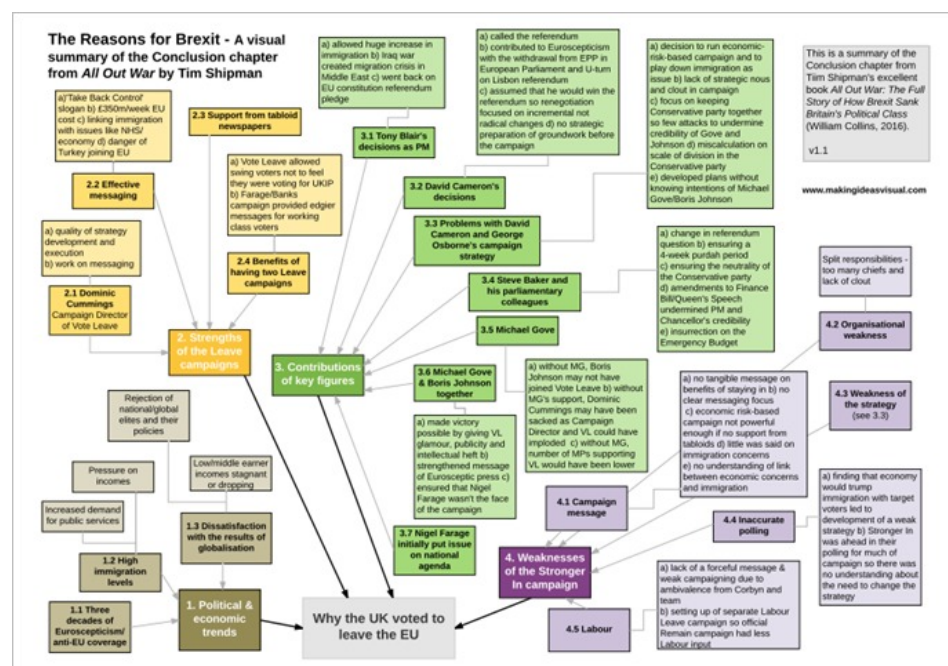 The Reasons for Brexit - A visual
summary of the Conclusion chapter
from All Out War by Tim Shipman
a)'Take Back Control'
slogan b) £350m/week EU
cost c) linking immigration
with issues like NHS/
economy d) danger of
Turkey joining EU
2.2 Effective
messaging
2.3 Support from tabloid
newspapers
a) Vote Leave allowed
swing voters not to feel
they were voting for UKIP
b) Farage/Banks
campaign provided edgier
messages for working
class voters
2.4 Benefits of
having two Leave
campaigns
a) quality of strategy
development and
execution
b) work on messaging
2.1 Dominic
Cummings
Campaign Director
of Vote Leave
2. Strengths
of the Leave
campaigns
a) allowed huge increase in
immigration b) Iraq war
created migration crisis in
Middle East c) went back on
EU constitution referendum
pledge
3.1 Tony Blair's
decisions as PM
a) called the referendum
b) contributed to Euroscepticism
with the withdrawal from EPP in
European Parliament and U-turn
on Lisbon referendum
c) assumed that he would win the
referendum so renegotiation
focused on incremental not
radical changes d) no strategic
preparation of groundwork before
the campaign
3.2 David Cameron's
decisions
a) decision to run economic-
risk-based campaign and to
play down immigration as
issue b) lack of strategic nous
and clout in campaign
c) focus on keeping
Conservative party together
so few attacks to undermine
credibility of Gove and
Johnson d) miscalculation on
scale of division in the
Conservative party
e) developed plans without
knowing intentions of Michael
Gove/Boris Johnson
3.3 Problems with David
Cameron and George
Osborne's campaign
strategy
3.4 Steve Baker and
his parliamentary
colleagues
a) change in referendum
question b) ensuring a
4-week purdah period
c) ensuring the neutrality of
the Conservative party
d) amendments to Finance
Bill/Queen's Speech
undermined PM and
Chancellor's credibility
e) insurrection on the
Emergency Budget
3.5 Michael Gove
a) without MG, Boris
Johnson may not have
joined Vote Leave b) without
MG's support, Dominic
Cummings may have been
sacked as Campaign
Director and VL could have
imploded c) without MG,
number of MPs supporting
VL would have been lower
3.6 Michael Gove
& Boris Johnson
together
a) made victory
possible by giving VL
glamour, publicity and
intellectual heft b)
strengthened message
of Eurosceptic press c)
ensured that Nigel
Farage wasn't the face
of the campaign
3.7 Nigel Farage
initially put issue
on national
agenda
3. Contributions
of key figures
This is a summary of the
Conclusion chapter from
Tiim Shipman's excellent
book All Out War: The Full
Story of How Brexit Sank
Britain's Political Class
(William Collins, 2016).
v1.1
www.makingideasvisual.com
Split responsibilities -
too many chiefs and
lack of clout
4.2 Organisational
weakness
4.3 Weakness of
the strategy
(see 3.3)
a) no tangible message on
benefits of staying in b) no
clear messaging focus
c) economic risk-based
campaign not powerful
enough if no support from
tabloids d) little was said on
immigration concerns
e) no understanding of link
between economic concerns
and immigration
4.1 Campaign
message
4.4 Inaccurate
polling
a) finding that economy
would trump
immigration with target
voters led to
development of a weak
strategy b) Stronger In
was ahead in their
polling for much of
campaign so there was
no understanding about
the need to change the
strategy
a) lack of a forceful message &
weak campaigning due to
ambivalence from Corbyn and
team
b) setting up of separate Labour
Leave campaign so official
Remain campaign had less
Labour input
4.5 Labour
4. Weaknesses
of the Stronger
In campaign
Rejection of
national/global
elites and their
policies
Pressure on
incomes
Low/middle earner
incomes stagnant
or dropping
Increased demand
for public services
1.3 Dissatisfaction
with the results of
globalisation
1.2 High
immigration
levels
1.1 Three
decades of
Euroscepticism/
anti-EU coverage
1. Political &
economic
trends
Why the UK voted to
leave the EU